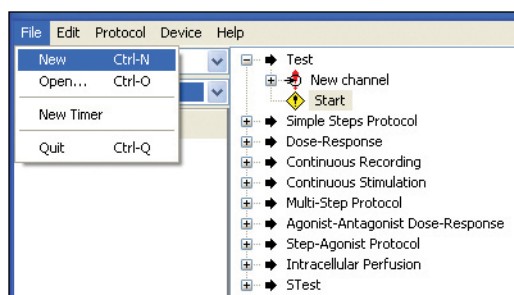 File Edit Protocol Device Help
New Ctrl-N
Open... Ctrl-O
New Timer
Quit Ctrl-Q
Test
New channel
Start
Simple Steps Protocol
Dose-Response
Continuous Recording
Continuous Stimulation
Multi-Step Protocol
Agonist-Antagonist Dose-Response
Step-Agonist Protocol
Intracellular Perfusion
STest